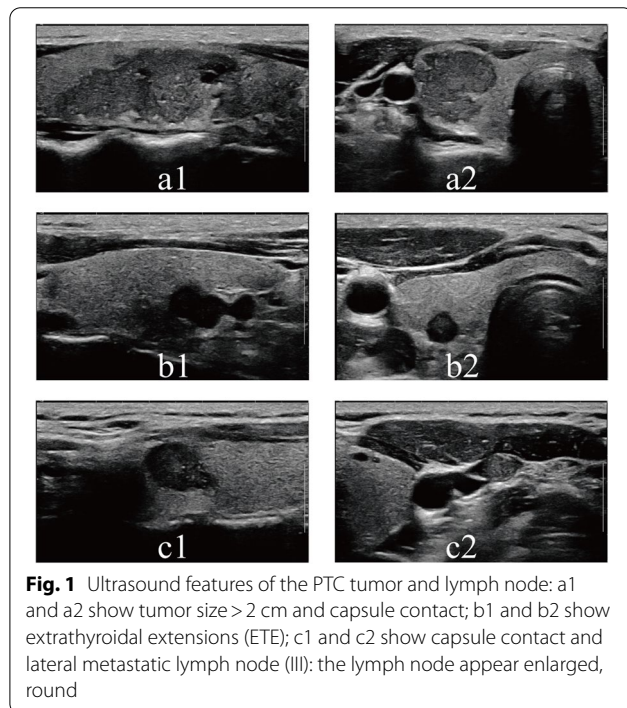 a1
a2
b1
b2
c1
c2
Fig. 1 Ultrasound features of the PTC tumor and lymph node: a1
and a2 show tumor size > 2 cm and capsule contact; b1 and b2 show
extrathyroidal extensions (ETE); c1 and c2 show capsule contact and
lateral metastatic lymph node (III): the lymph node appear enlarged,
round